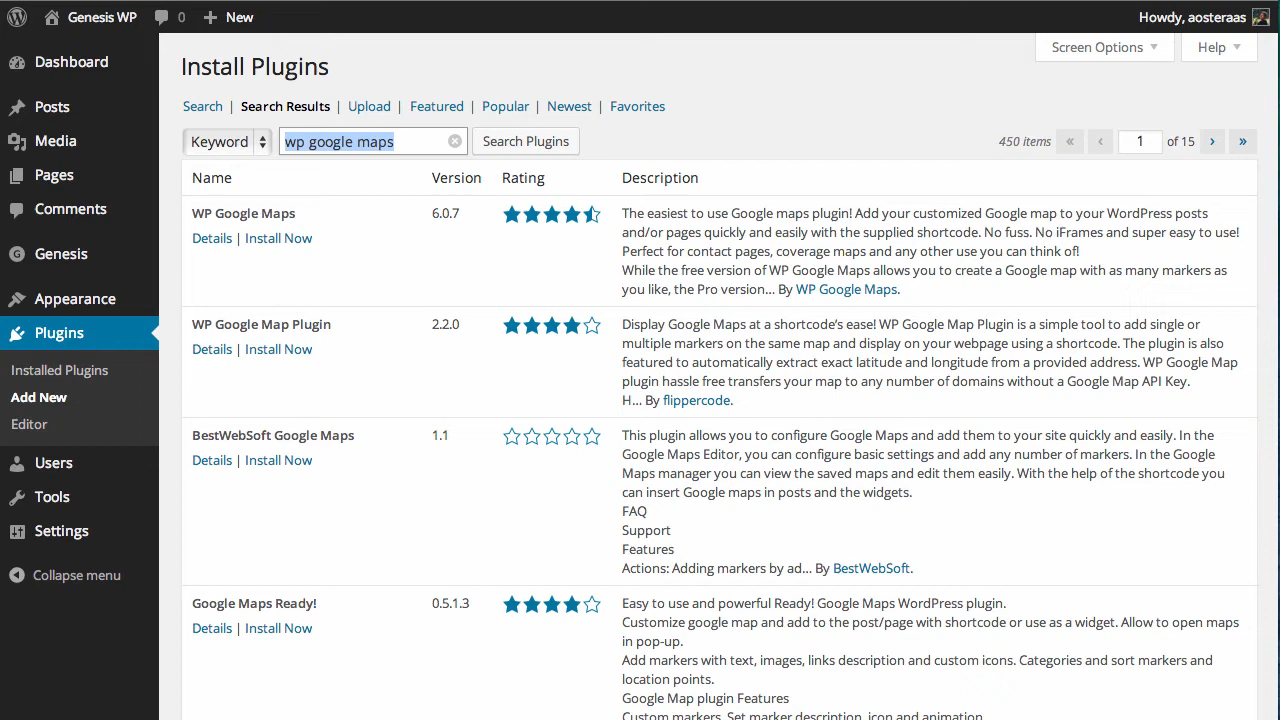 Genesis WP 0 New Howdy, aosteraas
Dashboard
Posts
Media
Pages
Comments
Genesis
Appearance
Plugins
Installed Plugins
Add New
Editor
Users
Tools
Settings
Collapse menu
Screen Options Help
Install Plugins
Search | Search Results | Upload | Featured | Popular | Newest | Favorites
Keyword wp google maps Search Plugins 450 items « ‹ 1 of 15 › »
Name Version Rating Description
WP Google Maps 6.0.7
Details | Install Now
The easiest to use Google maps plugin! Add your customized Google map to your WordPress posts
and/or pages quickly and easily with the supplied shortcode. No fuss. No iFrames and super easy to use!
Perfect for contact pages, coverage maps and any other use you can think of!
While the free version of WP Google Maps allows you to create a Google map with as many markers as
you like, the Pro version... By WP Google Maps.
WP Google Map Plugin 2.2.0
Details | Install Now
Display Google Maps at a shortcode's ease! WP Google Map Plugin is a simple tool to add single or
multiple markers on the same map and display on your webpage using a shortcode. The plugin is also
featured to automatically extract exact latitude and longitude from a provided address. WP Google Map
plugin hassle free transfers your map to any number of domains without a Google Map API Key.
H... By flippercode.
BestWebSoft Google Maps 1.1
Details | Install Now
This plugin allows you to configure Google Maps and add them to your site quickly and easily. In the
Google Maps Editor, you can configure basic settings and add any number of markers. In the Google
Maps manager you can view the saved maps and edit them easily. With the help of the shortcode you
can insert Google maps in posts and the widgets.
FAQ
Support
Features
Actions: Adding markers by ad... By BestWebSoft.
Google Maps Ready! 0.5.1.3
Details | Install Now
Easy to use and powerful Ready! Google Maps WordPress plugin.
Customize google map and add to the post/page with shortcode or use as a widget. Allow to open maps
in pop-up.
Add markers with text, images, links description and custom icons. Categories and sort markers and
location points.
Google Map plugin Features
Custom markers. Set marker description, icon and animation